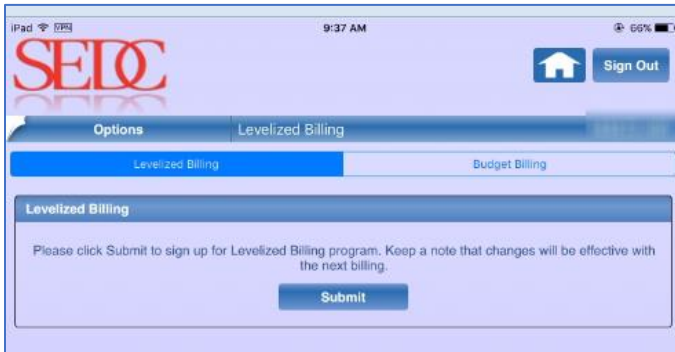 iPad VPN 9:37 AM 66%
SEDC
Sign Out
Options Levelized Billing
Levelized Billing Budget Billing
Levelized Billing
Please click Submit to sign up for Levelized Billing program. Keep a note that changes will be effective with
the next billing.
Submit